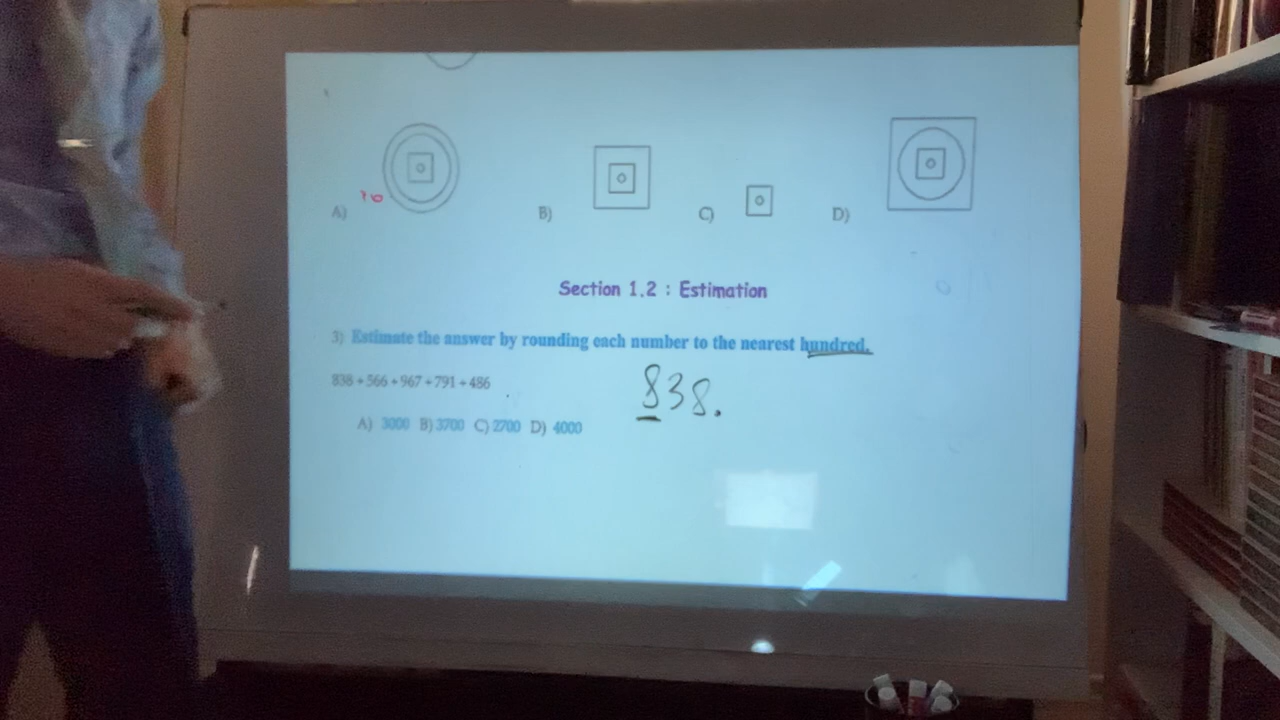 A)
B)
C)
D)
Section 1.2 : Estimation
3) Estimate the answer by rounding each number to the nearest hundred.
838 + 566 + 967 + 791 + 486
838.
A) 3000 B) 3700 C) 2700 D) 4000